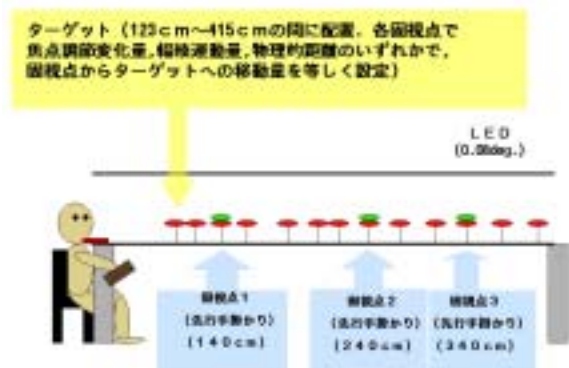 ターゲット（123cm～415cmの間に配置．各固視点で
焦点調節変化量，輻輳運動量，物理的距離のいずれかで，
固視点からターゲットへの移動量を等しく設定）
LED
(0.08deg.)
固視点1
(先行手掛かり)
(140cm)
固視点2
(先行手掛かり)
(240cm)
固視点3
(先行手掛かり)
(340cm)